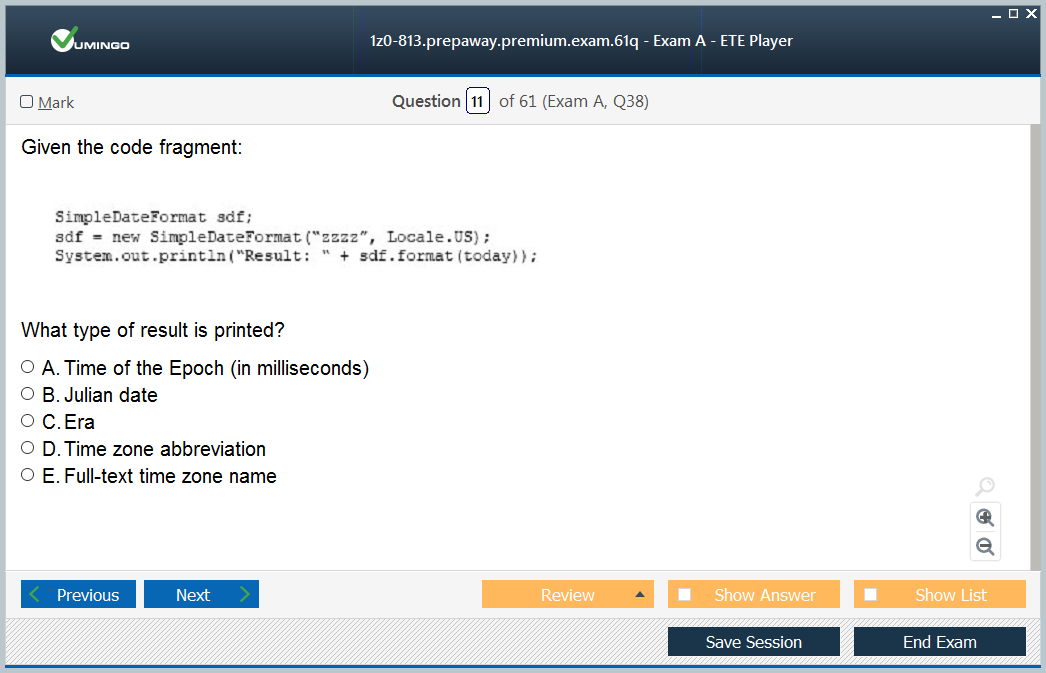 VUMINGO
1z0-813.prepaway.premium.exam.61q - Exam A - ETE Player
Mark
Question 11 of 61 (Exam A, Q38)
Given the code fragment:
SimpleDateFormat sdf;
sdf = new SimpleDateFormat(“zzzz”, Locale.US);
System.out.println(“Result: “ + sdf.format(today));
What type of result is printed?
A. Time of the Epoch (in milliseconds)
B. Julian date
C. Era
D. Time zone abbreviation
E. Full-text time zone name
Previous
Next
Review
Show Answer
Show List
Save Session
End Exam